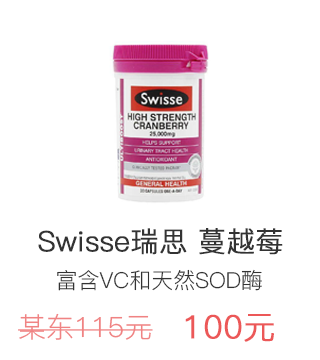 Swisse
HIGH STRENGTH
CRANBERRY
25,000mg
HELPS SUPPORT
URINARY TRACT HEALTH
ANTIOXIDANT
GENERAL HEALTH
Swisse瑞思 蔓越莓
富含VC和天然SOD酶
某东115元 100元